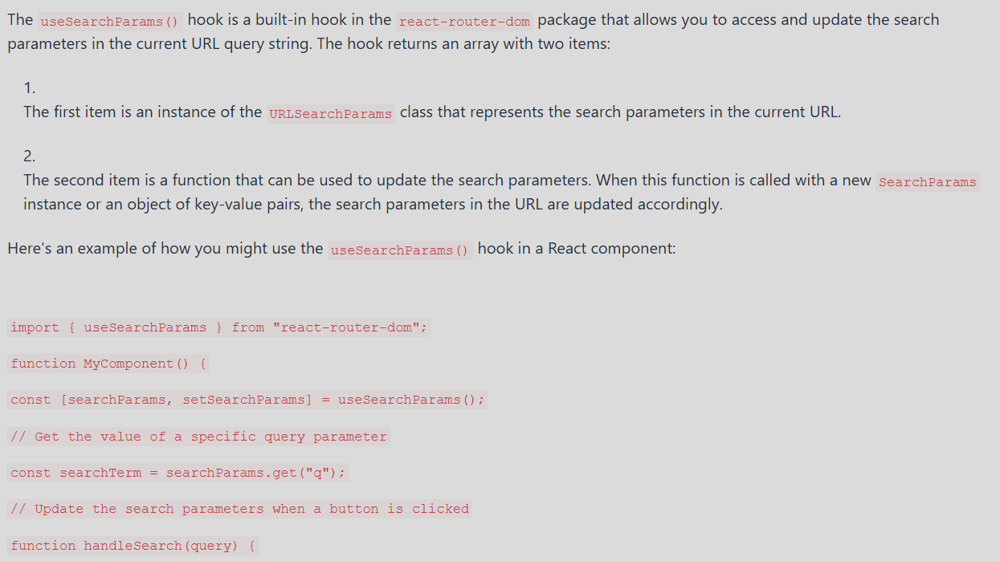 The useSearchParams() hook is a built-in hook in the react-router-dom package that allows you to access and update the search
parameters in the current URL query string. The hook returns an array with two items:
1.
The first item is an instance of the URLSearchParams class that represents the search parameters in the current URL.
2.
The second item is a function that can be used to update the search parameters. When this function is called with a new SearchParams
instance or an object of key-value pairs, the search parameters in the URL are updated accordingly.
Here's an example of how you might use the useSearchParams() hook in a React component:
import { useSearchParams } from "react-router-dom";
function MyComponent() {
const [searchParams, setSearchParams] = useSearchParams();
// Get the value of a specific query parameter
const searchTerm = searchParams.get("q");
// Update the search parameters when a button is clicked
function handleSearch(query) {